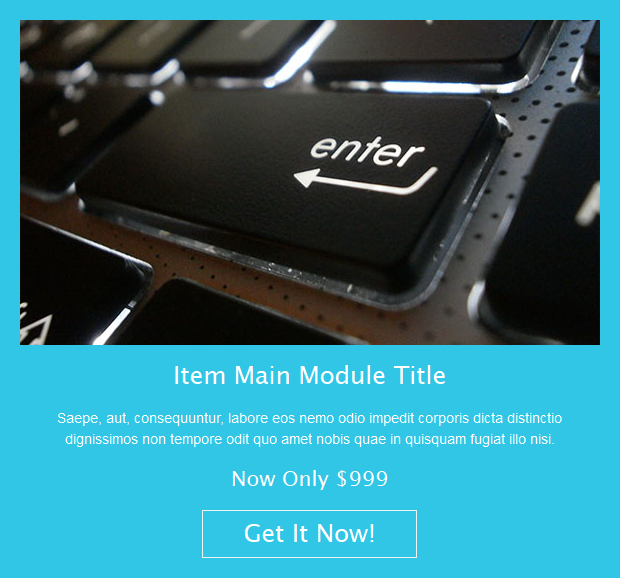 enter
Item Main Module Title
Saepe, aut, consequuntur, labore eos nemo odio impedit corporis dicta distinctio
dignissimos non tempore odit quo amet nobis quae in quisquam fugiat illo nisi.
Now Only $999
Get It Now!